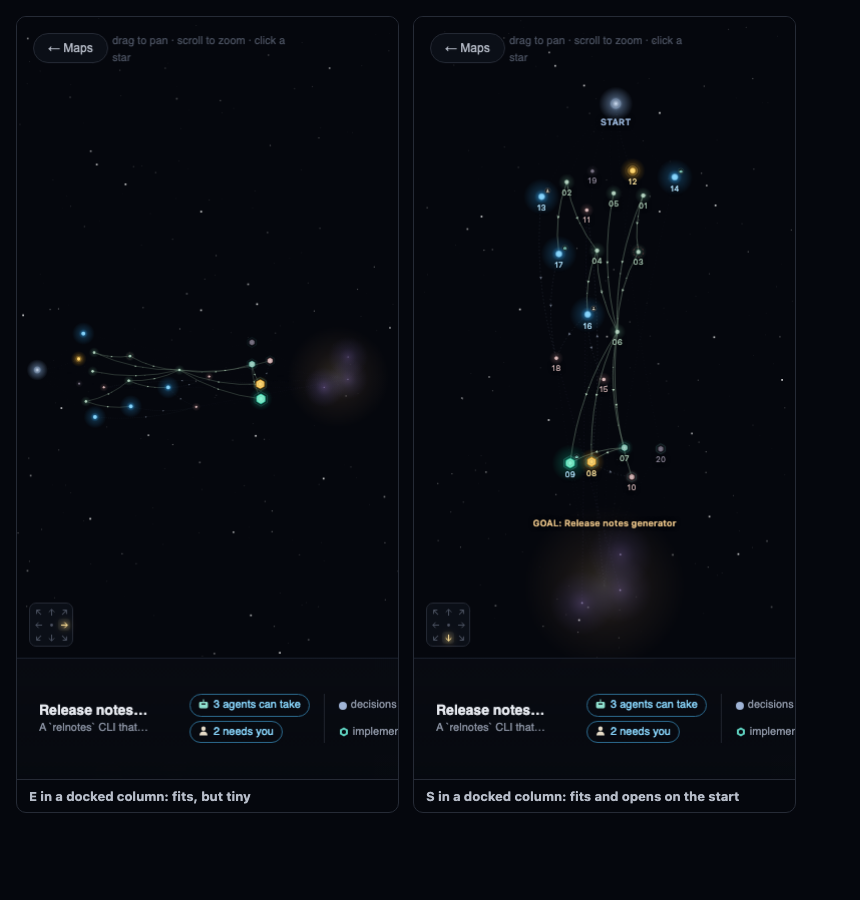 ← Maps
drag to pan · scroll to zoom · click a
star
Release notes...
A `relnotes` CLI that...
3 agents can take
2 needs you
decisions
implemer
E in a docked column: fits, but tiny
← Maps
drag to pan · scroll to zoom · click a
star
START
19
12
14
13
02
05
01
11
17
04
03
16
06
18
15
09
08
07
20
10
GOAL: Release notes generator
Release notes...
A `relnotes` CLI that...
3 agents can take
2 needs you
decisions
implemer
S in a docked column: fits and opens on the start